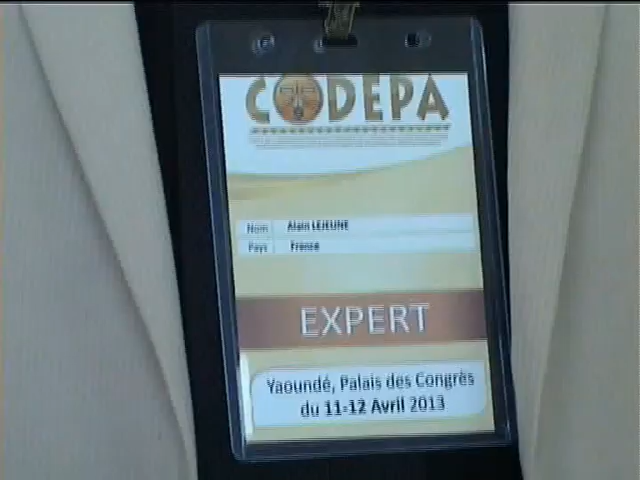 CODEPA
Nom Alain LEJEUNE
Pays France
EXPERT
Yaoundé, Palais des Congrès
du 11-12 Avril 2013